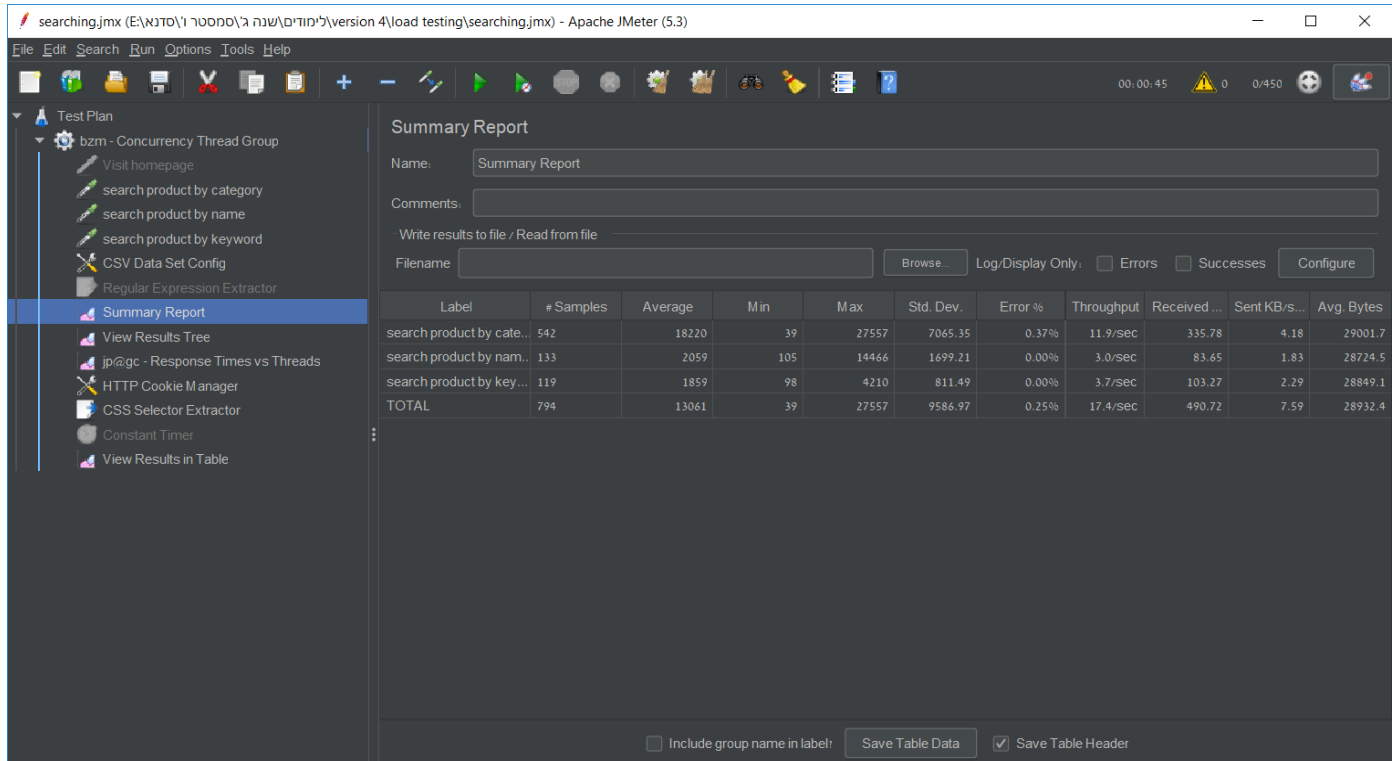 searching.jmx (E:\לימודים\שנה ג'\סמסטר ו'\סדנא\version 4\load testing\searching.jmx) - Apache JMeter (5.3)
File Edit Search Run Options Tools Help
00:00:45 0 0/450
Test Plan
bzm - Concurrency Thread Group
Visit homepage
search product by category
search product by name
search product by keyword
CSV Data Set Config
Regular Expression Extractor
Summary Report
View Results Tree
jp@gc - Response Times vs Threads
HTTP Cookie Manager
CSS Selector Extractor
Constant Timer
View Results in Table
Summary Report
Name: Summary Report
Comments:
Write results to file / Read from file
Filename Browse... Log/Display Only: Errors Successes Configure
Label # Samples Average Min Max Std. Dev. Error % Throughput Received ... Sent KB/s... Avg. Bytes
search product by cate... 542 18220 39 27557 7065.35 0.37% 11.9/sec 335.78 4.18 29001.7
search product by nam... 133 2059 105 14466 1699.21 0.00% 3.0/sec 83.65 1.83 28724.5
search product by key... 119 1859 98 4210 811.49 0.00% 3.7/sec 103.27 2.29 28849.1
TOTAL 794 13061 39 27557 9586.97 0.25% 17.4/sec 490.72 7.59 28932.4
Include group name in label? Save Table Data Save Table Header